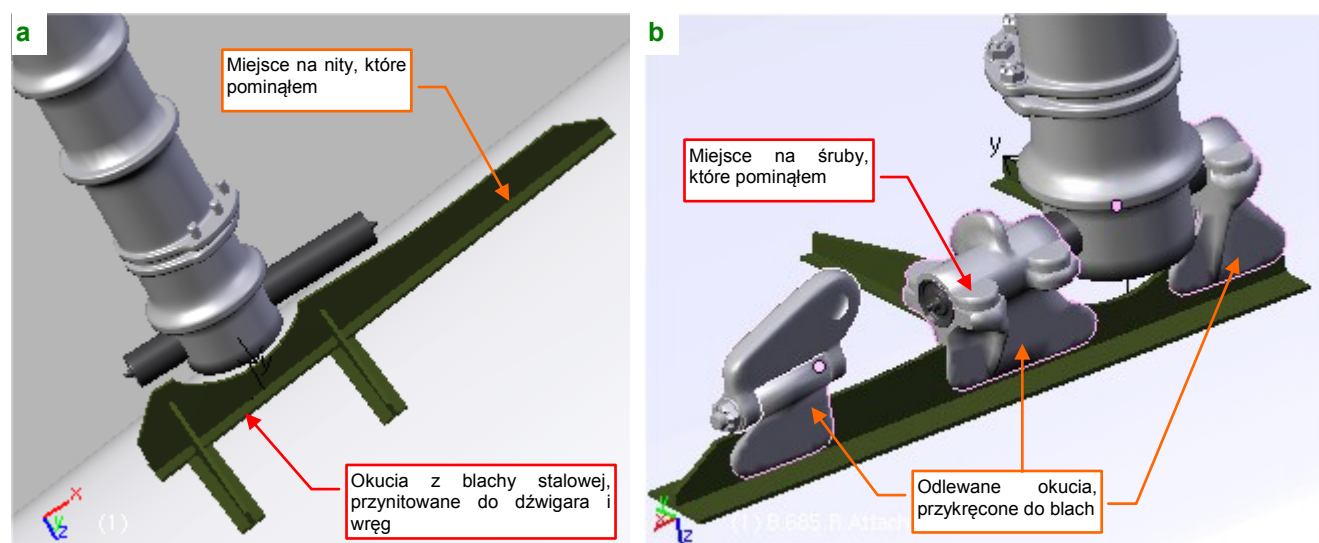 a
Miejsce na nity, które
pominąłem
Okucia z blachy stalowej,
przynitowane do dźwigara i
wręg
x
y
z
(1)
y
b
Miejsce na śruby,
które pominąłem
y
Odlewane okucia,
przykręcone do blach
x
y
z
(1) B.685.R.Attach